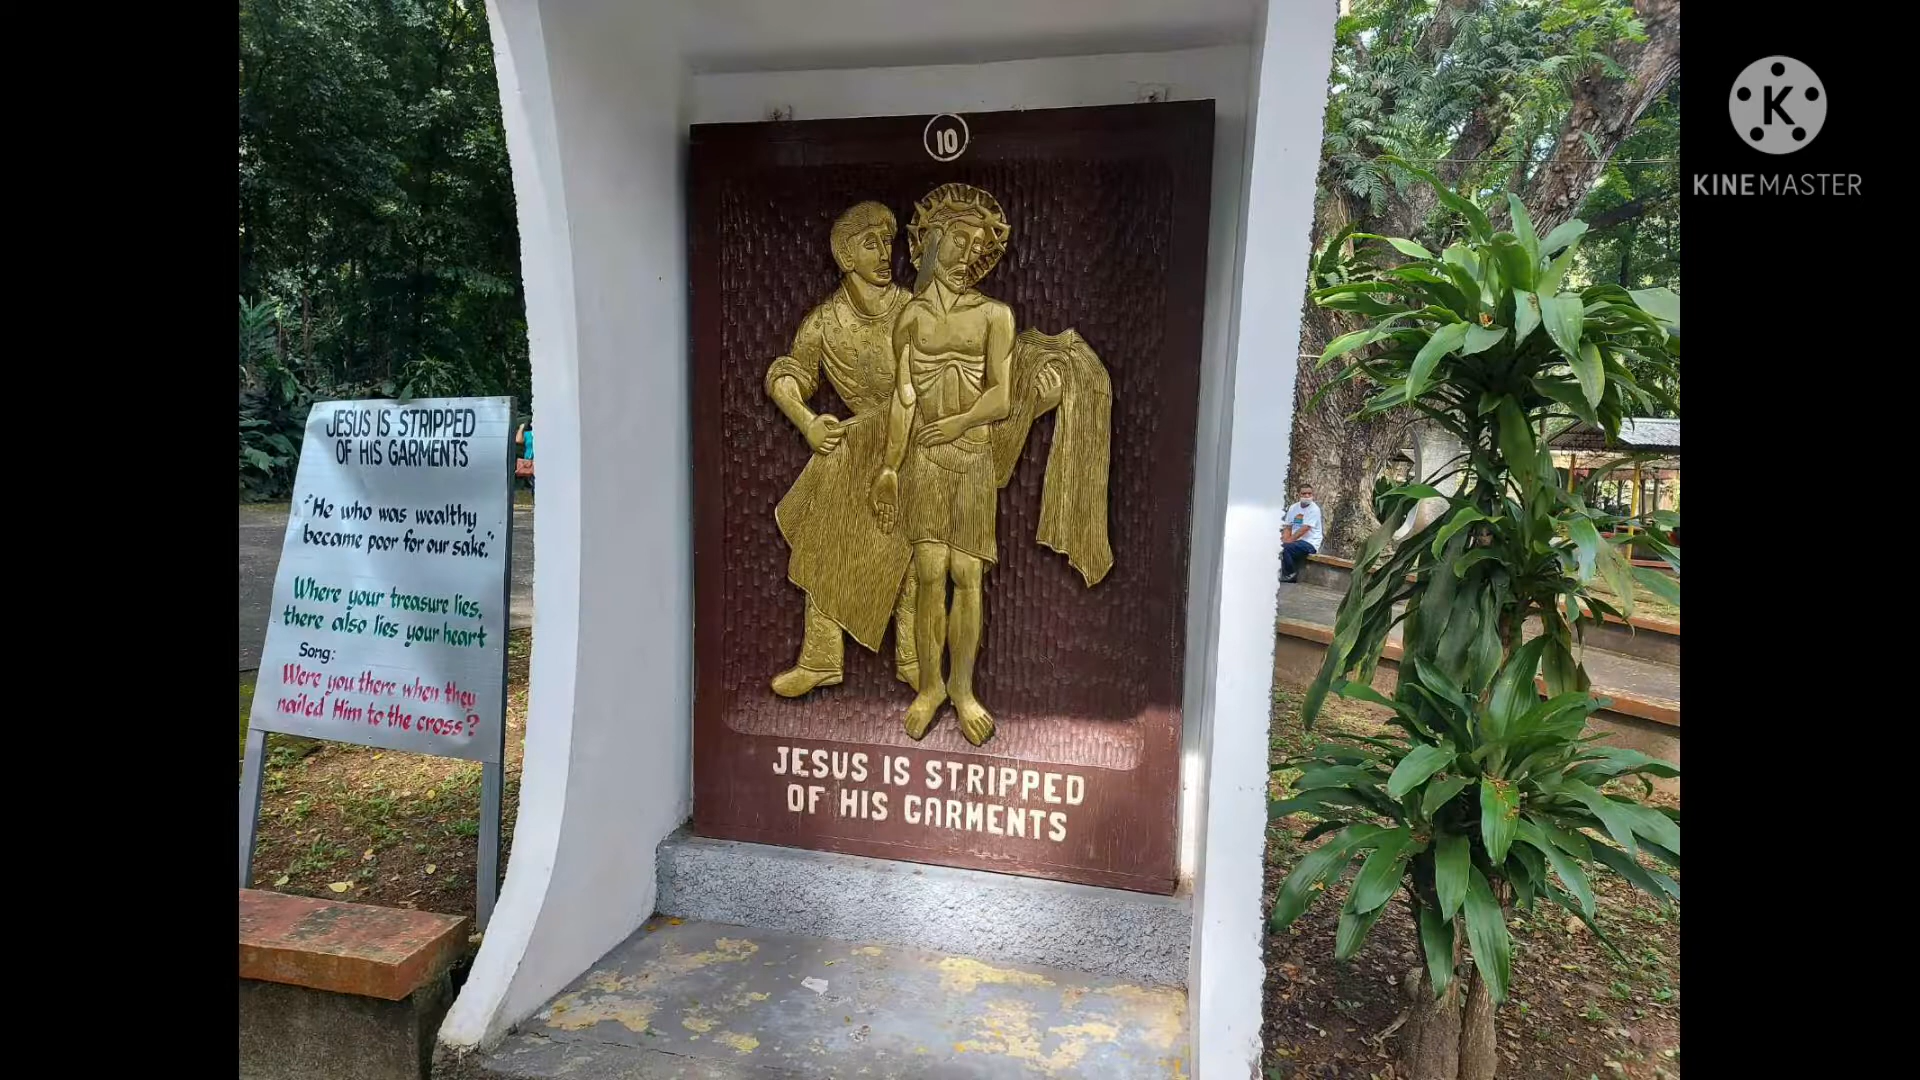 JESUS IS STRIPPED
OF HIS GARMENTS
"He who was wealthy
became poor for our sake."
Where your treasure lies,
there also lies your heart
Song:
Were you there when they
nailed Him to the cross?
10
JESUS IS STRIPPED
OF HIS GARMENTS
K
KINEMASTER